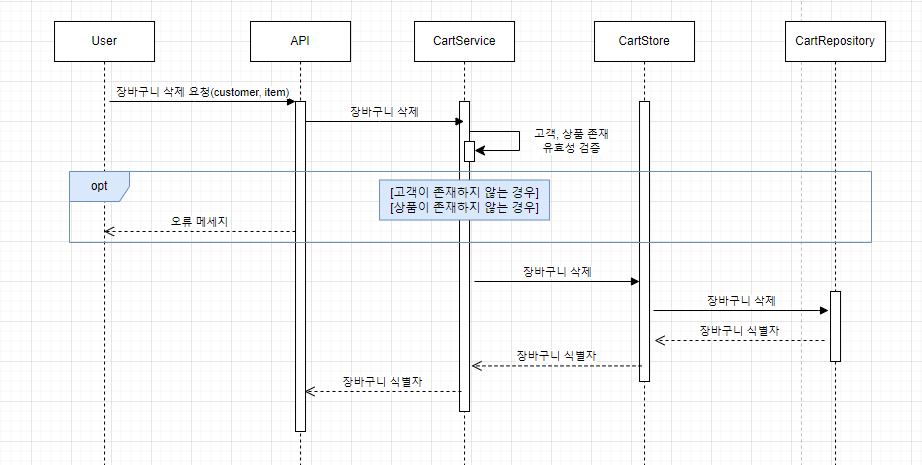 User
API
CartService
CartStore
CartRepository
장바구니 삭제 요청(customer, item)
장바구니 삭제
고객, 상품 존재
유효성 검증
opt
[고객이 존재하지 않는 경우]
[상품이 존재하지 않는 경우]
오류 메세지
장바구니 삭제
장바구니 삭제
장바구니 식별자
장바구니 식별자
장바구니 식별자